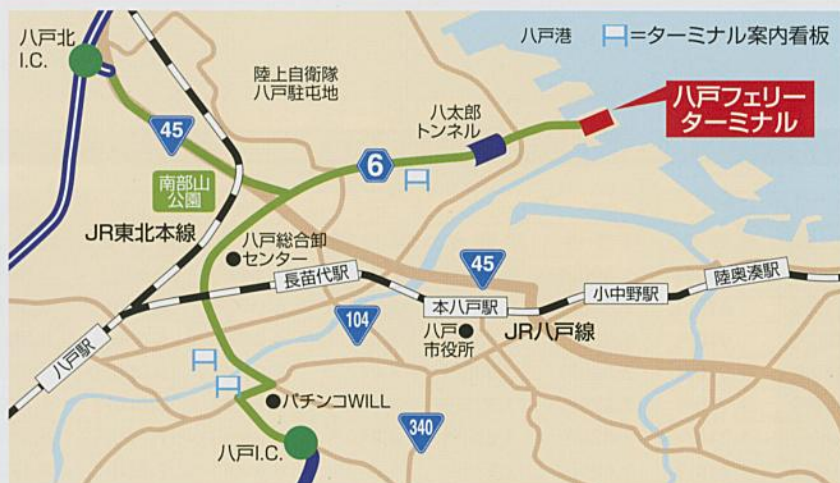 八戸北
I.C.
陸上自衛隊
八戸駐屯地
八戸港
=ターミナル案内看板
八戸フェリー
ターミナル
八太郎
トンネル
45
6
南部山
公園
JR東北本線
八戸総合卸
センター
45
長苗代駅
陸奥湊駅
小中野駅
本八戸駅
104
八戸
市役所
JR八戸線
八戸駅
パチンコWILL
340
八戸I.C.